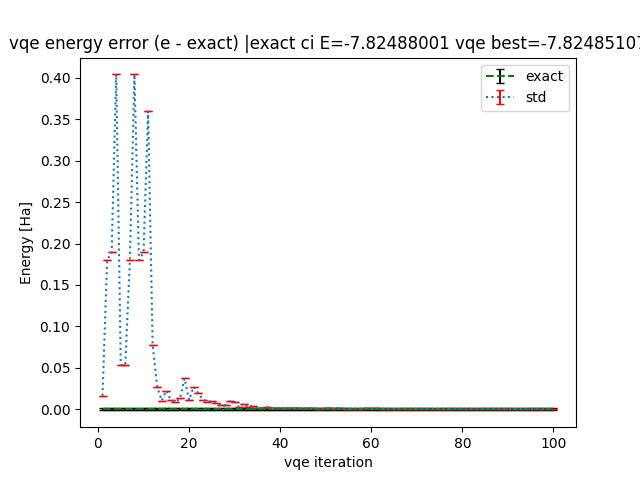 vqe energy error (e - exact) |exact ci E=-7.82488001 vqe best=-7.82485107
exact
std
0.40
0.35
0.30
0.25
0.20
0.15
0.10
0.05
0.00
Energy [Ha]
0 20 40 60 80 100
vqe iteration